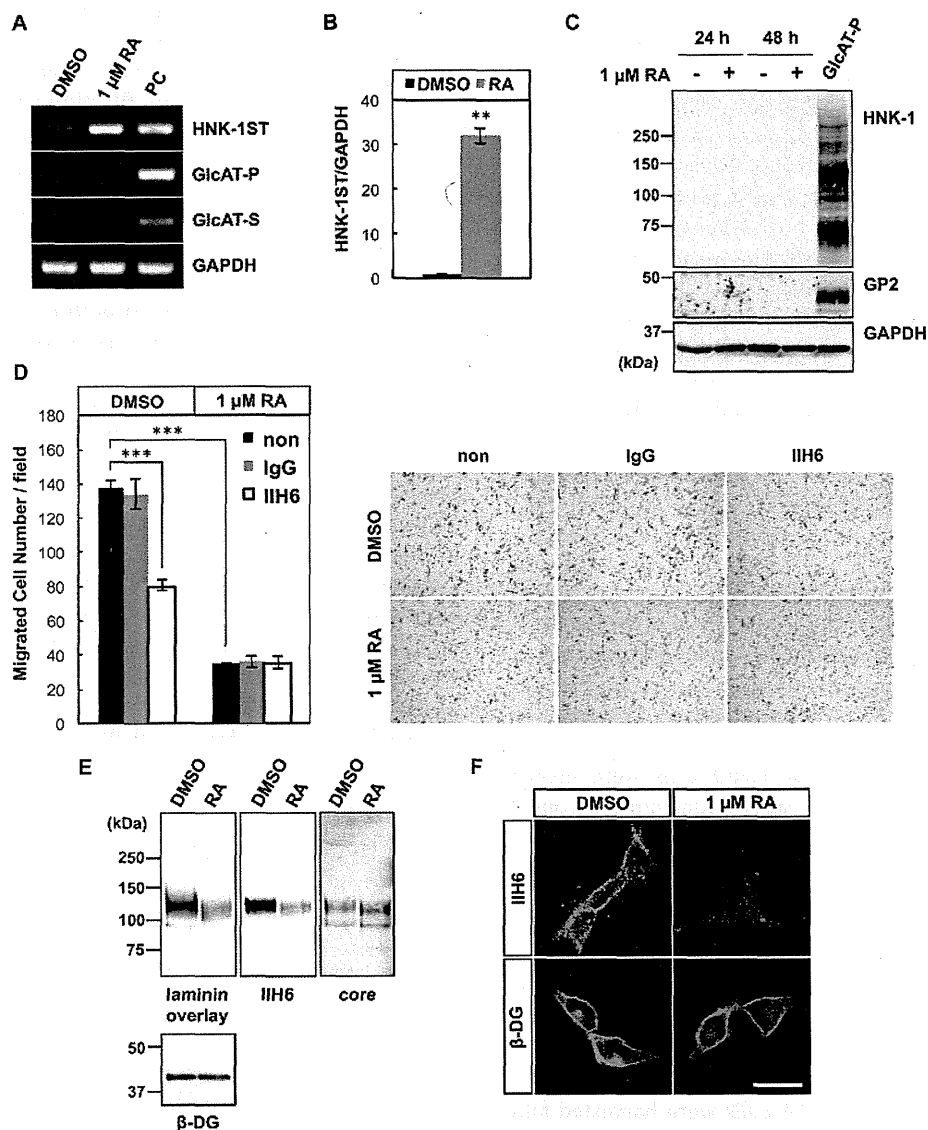 A
DMSO
1 µM RA
PC
HNK-1ST
GlcAT-P
GlcAT-S
GAPDH
B
DMSO RA
HNK-1ST/GAPDH
40
30
20
10
0
**
C
24 h 48 h GlcAT-P
1 µM RA - + - +
HNK-1
250
150
100
75
50
GP2
37
GAPDH
(kDa)
D
DMSO 1 µM RA
Migrated Cell Number / field
180
160
140
120
100
80
60
40
20
0
***
***
non
IgG
IIH6
non IgG IIH6
DMSO
1 µM RA
E
DMSO RA DMSO RA DMSO RA
(kDa)
250
150
100
75
laminin overlay IIH6 core
50
37
β-DG
F
DMSO 1 µM RA
IIH6
β-DG